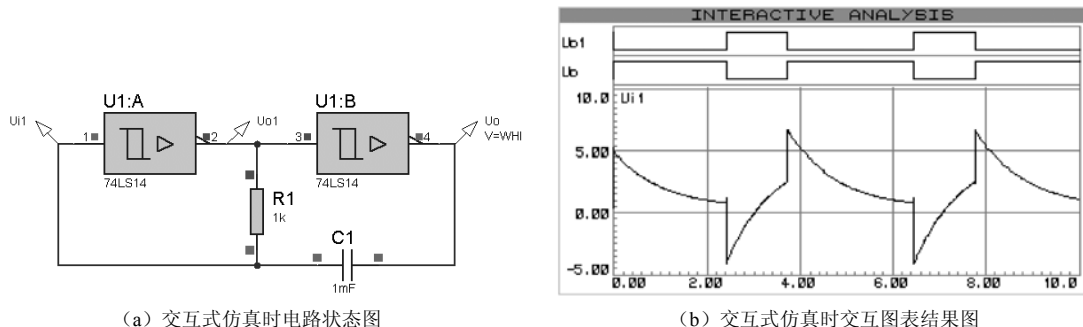 INTERACTIVE ANALYSIS
U1:A
U1:B
Ui1
Uo1
Uo
V=WHI
1
2
3
4
74LS14
74LS14
R1
1k
C1
1mF
Uo1
Uo
10.0
Ui1
5.00
0.00
-5.00
0.00
2.00
4.00
6.00
8.00
10.0
（a）交互式仿真时电路状态图
（b）交互式仿真时交互图表结果图